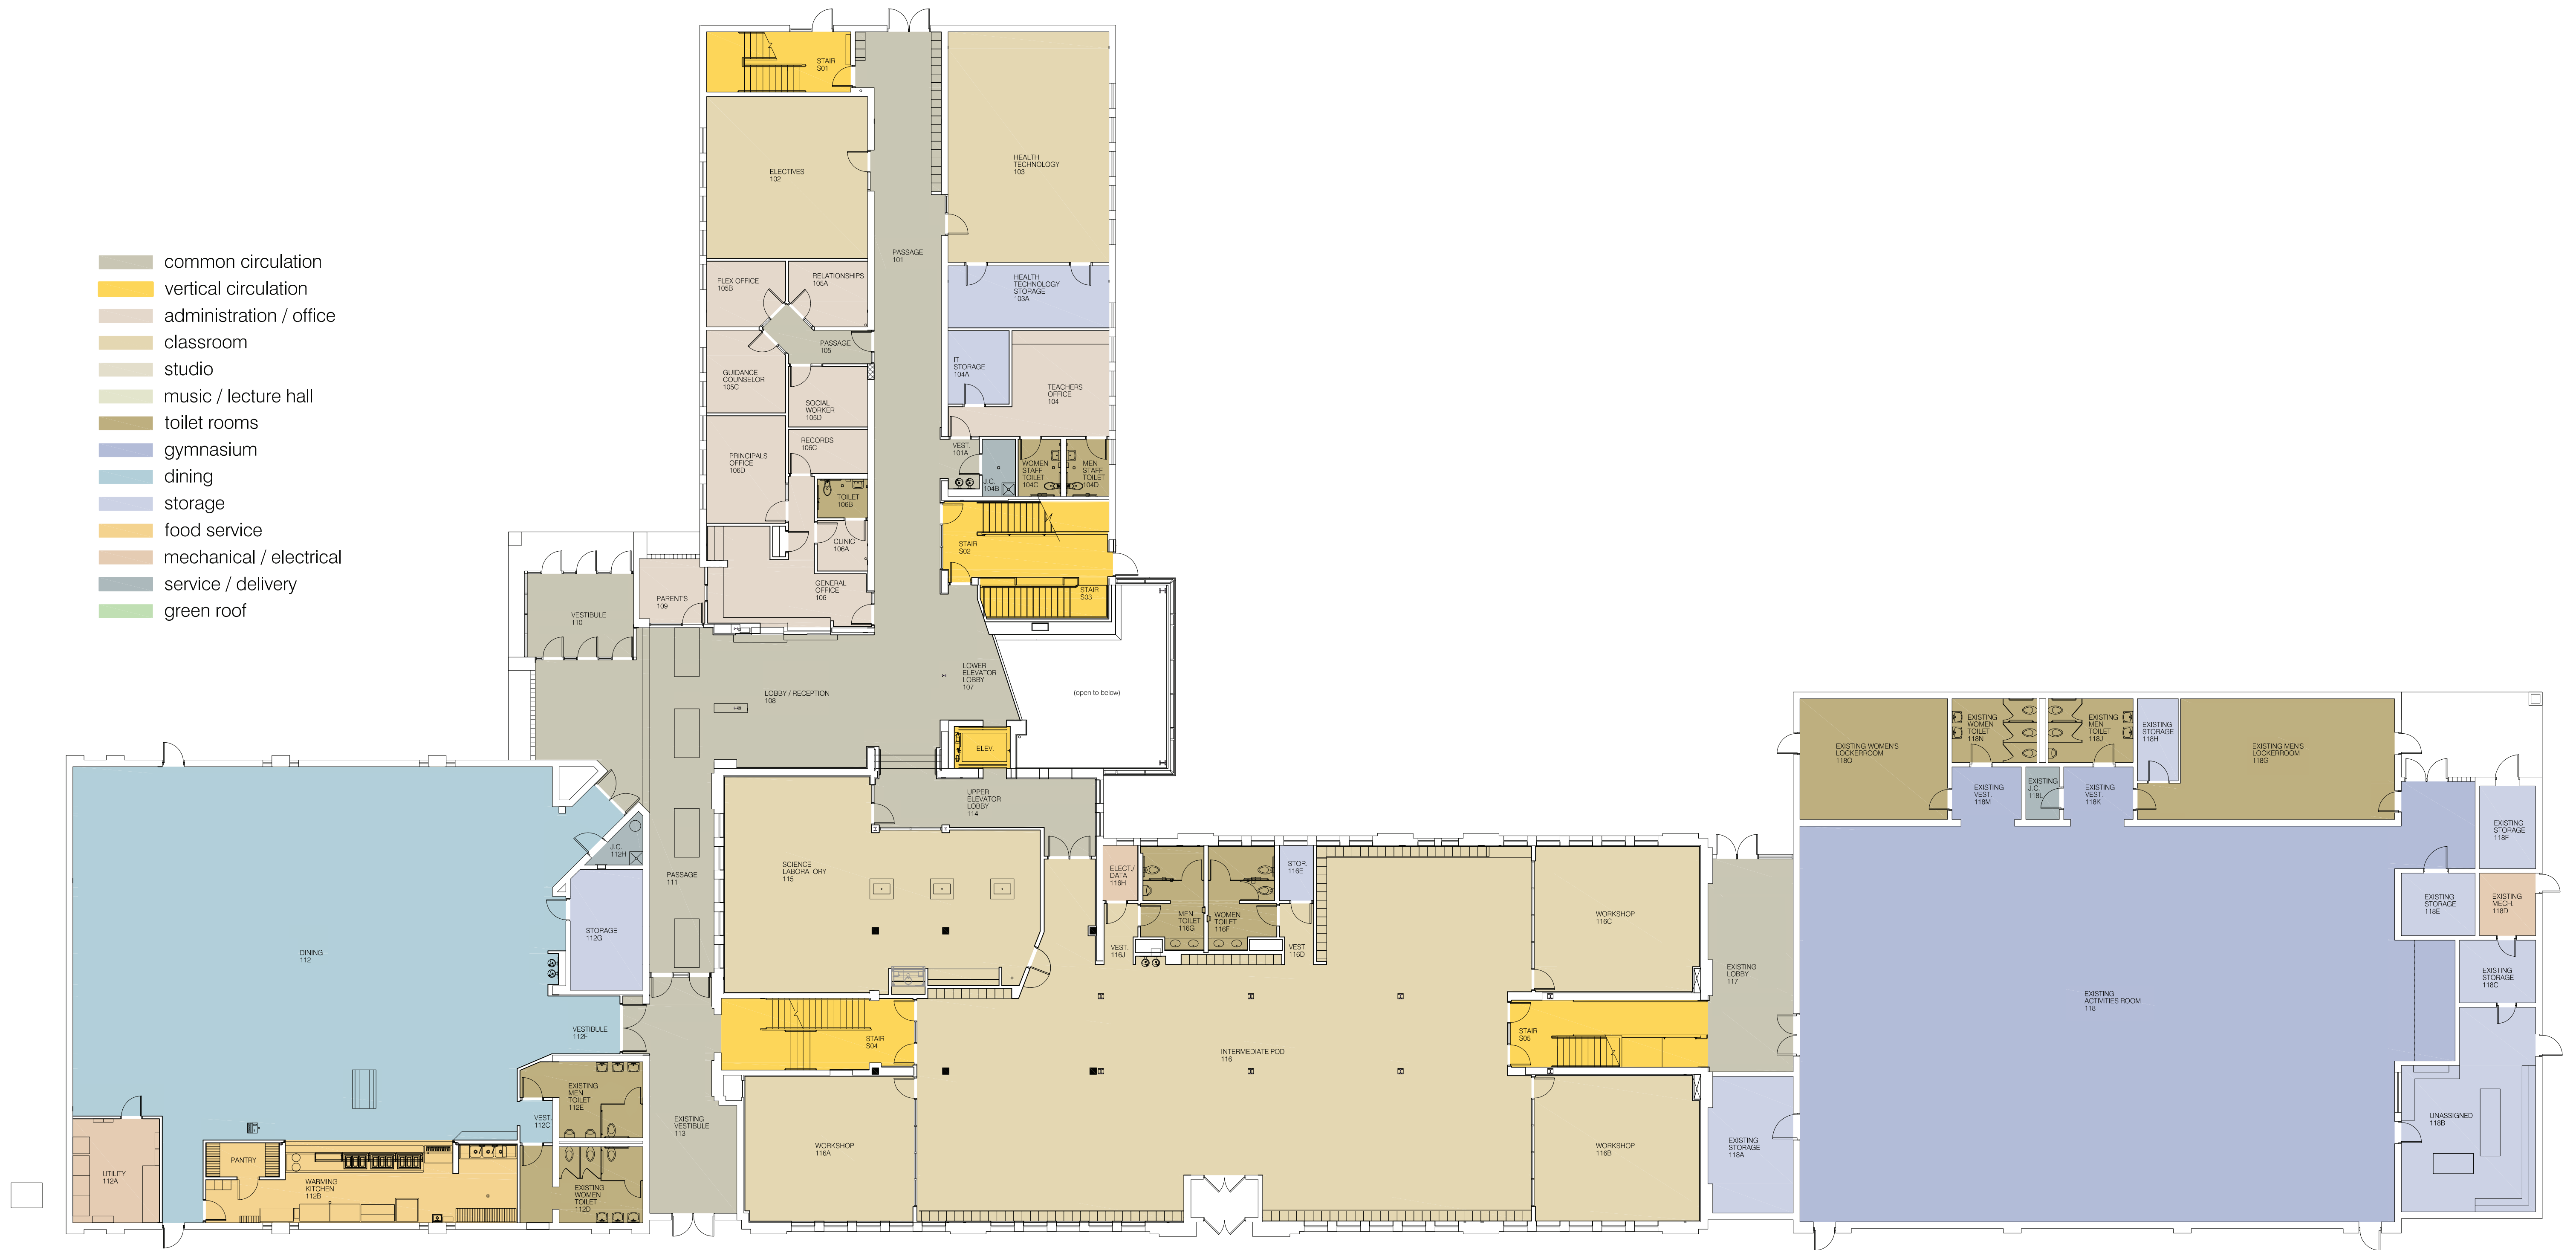 common circulation
vertical circulation
administration / office
classroom
studio
music / lecture hall
toilet rooms
gymnasium
dining
storage
food service
mechanical / electrical
service / delivery
green roof
STAIR
S01
ELECTIVES
102
PASSAGE
101
HEALTH
TECHNOLOGY
103
HEALTH
TECHNOLOGY
STORAGE
103A
FLEX OFFICE
105B
RELATIONSHIPS
105A
PASSAGE
105
GUIDANCE
COUNSELOR
105C
SOCIAL
WORKER
105D
IT
STORAGE
104A
TEACHERS
OFFICE
104
RECORDS
106C
PRINCIPALS
OFFICE
106D
TOILET
106B
CLINIC
106A
GENERAL
OFFICE
106
VEST.
101A
J.C.
104B
WOMEN
STAFF
TOILET
104C
MEN
STAFF
TOILET
104D
STAIR
S02
STAIR
S03
PARENT'S
109
VESTIBULE
110
LOBBY / RECEPTION
108
LOWER
ELEVATOR
LOBBY
107
(open to below)
ELEV.
UPPER
ELEVATOR
LOBBY
114
J.C.
112H
PASSAGE
111
STORAGE
112G
DINING
112
VESTIBULE
112F
SCIENCE
LABORATORY
115
STAIR
S04
EXISTING
MEN
TOILET
112E
VEST.
112C
EXISTING
WOMEN
TOILET
112D
UTILITY
112A
PANTRY
WARMING
KITCHEN
112B
EXISTING
VESTIBULE
113
WORKSHOP
116A
INTERMEDIATE POD
116
ELECT./
DATA
116H
VEST.
116J
MEN
TOILET
116G
WOMEN
TOILET
116F
STOR.
116E
VEST.
116D
WORKSHOP
116C
STAIR
S05
WORKSHOP
116B
EXISTING
LOBBY
117
EXISTING
STORAGE
118A
EXISTING WOMEN'S
LOCKERROOM
118O
EXISTING
WOMEN
TOILET
118N
EXISTING
MEN
TOILET
118J
EXISTING
STORAGE
118H
EXISTING MEN'S
LOCKERROOM
118G
EXISTING
VEST.
118M
EXISTING
J.C.
118L
EXISTING
VEST.
118K
EXISTING
ACTIVITIES ROOM
118
EXISTING
STORAGE
118F
EXISTING
STORAGE
118E
EXISTING
MECH.
118D
EXISTING
STORAGE
118C
UNASSIGNED
118B